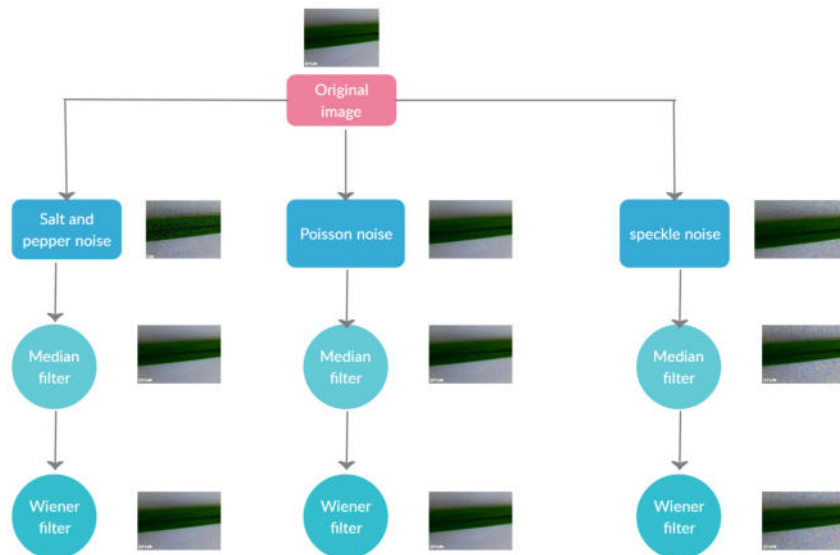 Original
image
Salt and
pepper noise
Poisson noise
speckle noise
Median
filter
Median
filter
Median
filter
Wiener
filter
Wiener
filter
Wiener
filter